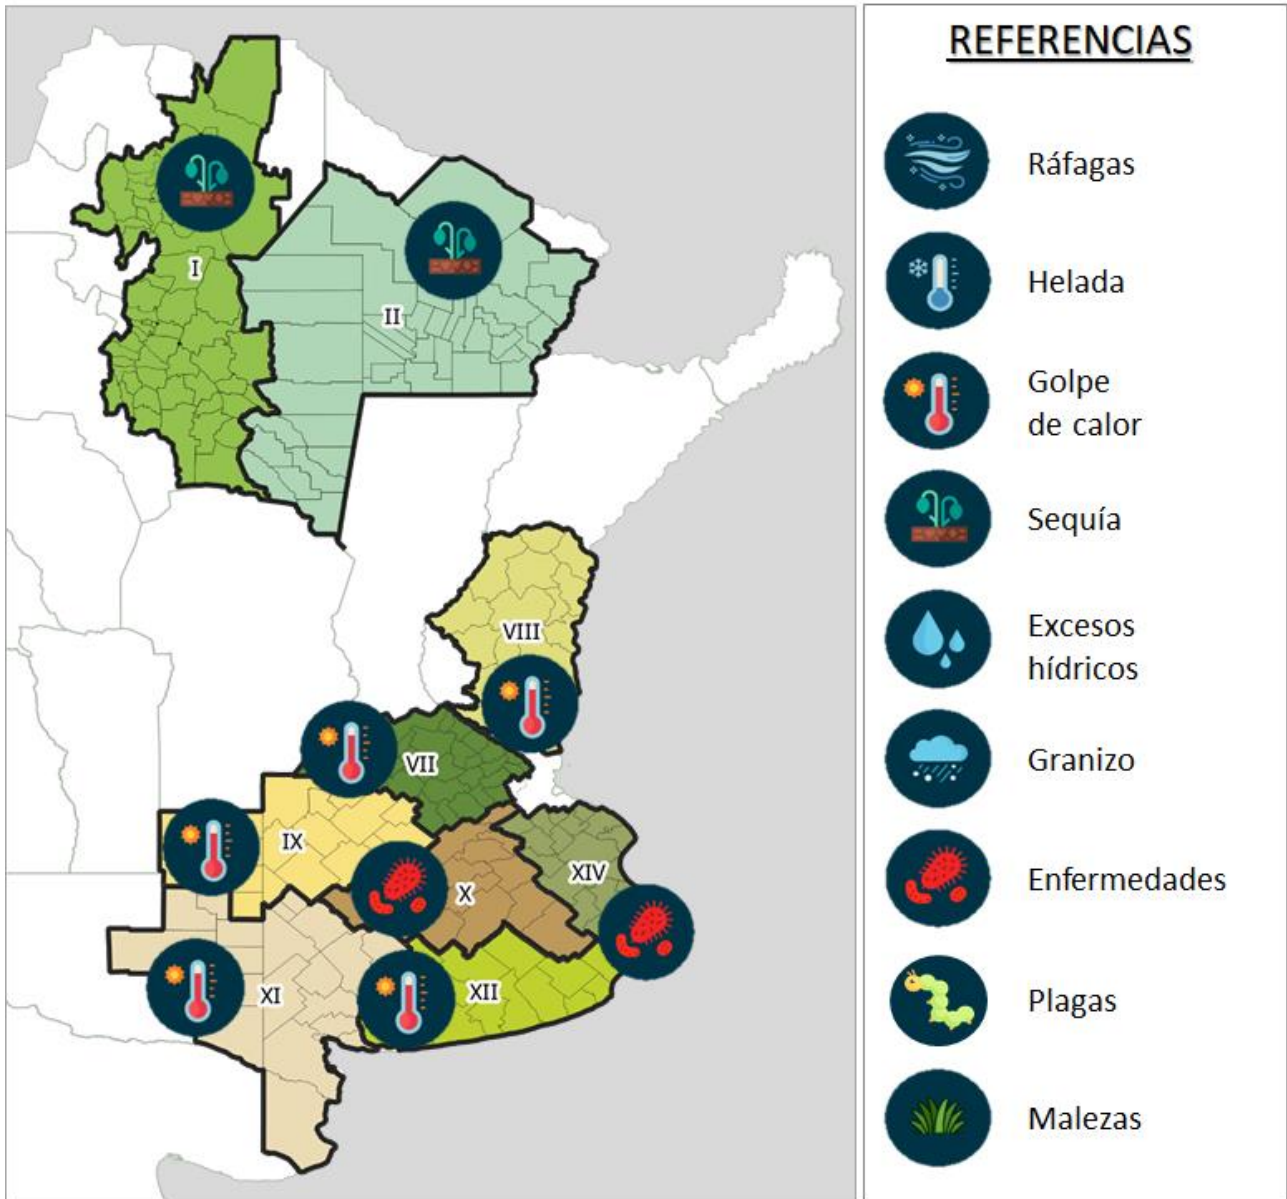 I
II
VIII
VII
IX
X
XIV
XI
XII
REFERENCIAS
Ráfagas
Helada
Golpe
de calor
Sequía
Excesos
hídricos
Granizo
Enfermedades
Plagas
Malezas